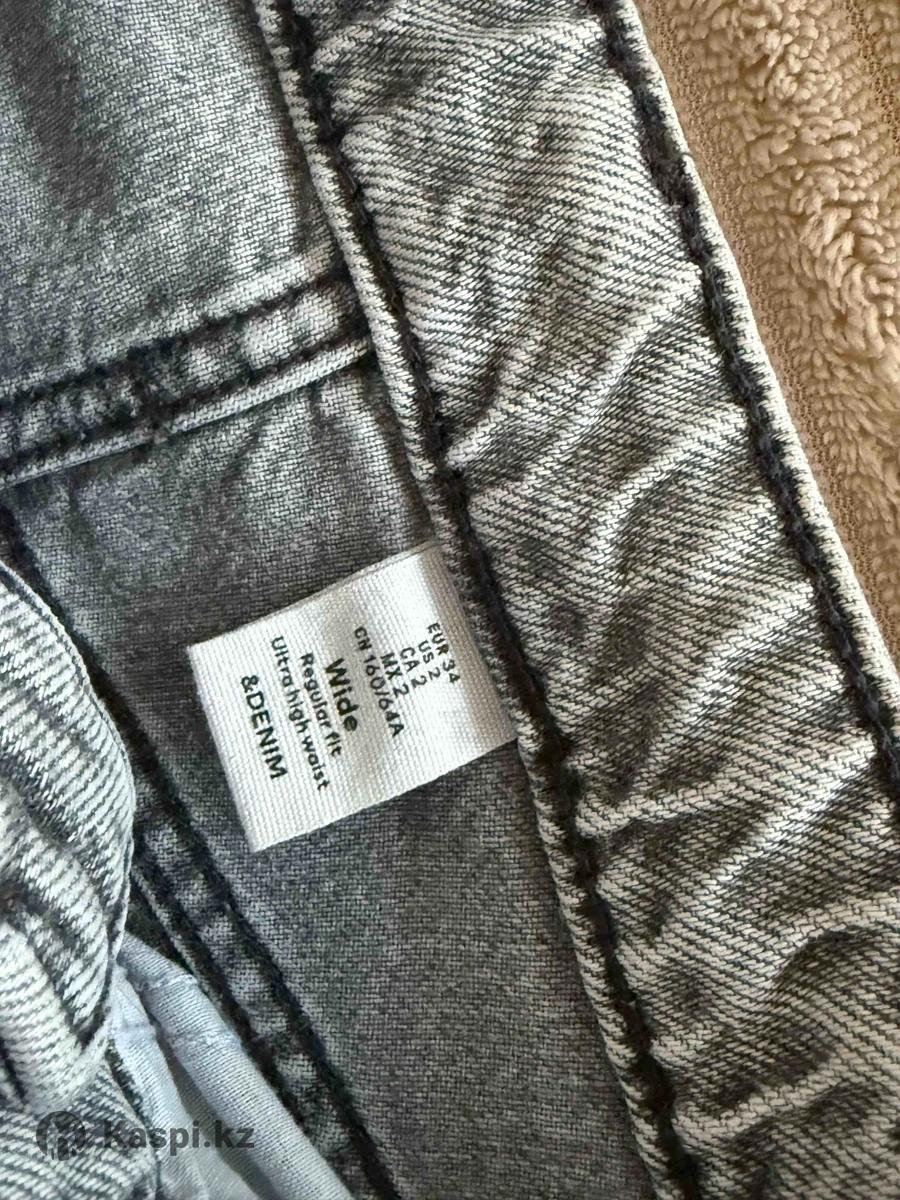 EUR 34
US 2
CA 2
MX 2
CN 160/64A
Wide
Regular fit
Ultra high waist
&DENIM
Kaspi.kz